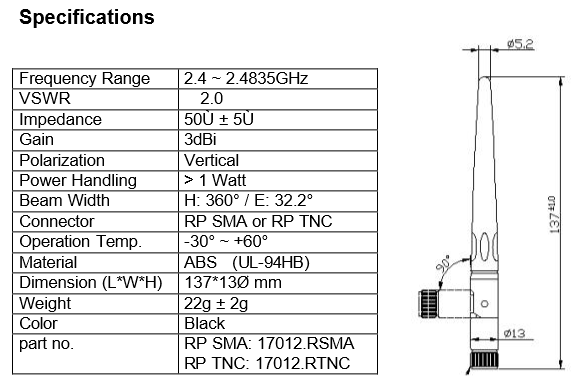 Specifications
Frequency Range 2.4 ~ 2.4835GHz
VSWR 2.0
Impedance 50Ù ± 5Ù
Gain 3dBi
Polarization Vertical
Power Handling > 1 Watt
Beam Width H: 360° / E: 32.2°
Connector RP SMA or RP TNC
Operation Temp. -30° ~ +60°
Material ABS (UL-94HB)
Dimension (L*W*H) 137*13Ø mm
Weight 22g ± 2g
Color Black
part no. RP SMA: 17012.RSMA
RP TNC: 17012.RTNC
Ø5.2
137±1.0
90°
Ø13